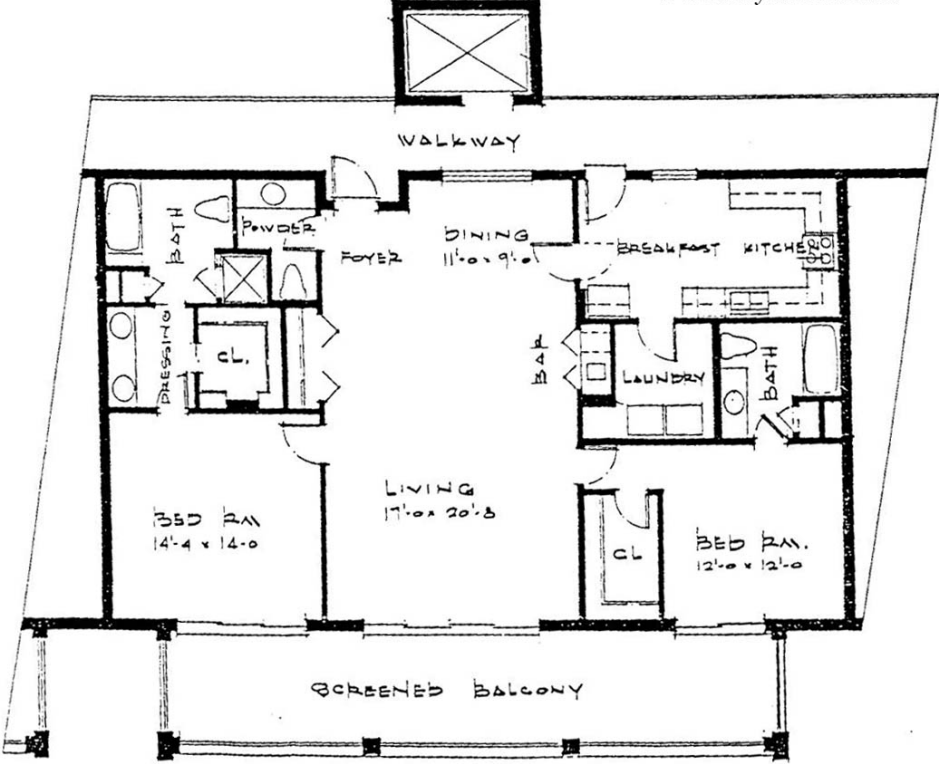 WALKWAY
BATH
POWDER
FOYER
DINING
11'-0 x 9'-0
BREAKFAST
KITCHEN
DRESSING
CL.
BAR
LAUNDRY
BATH
LIVING
17'-0 x 20'-3
BED RM
14'-4 x 14'-0
CL
BED RM.
12'-0 x 12'-0
SCREENED BALCONY